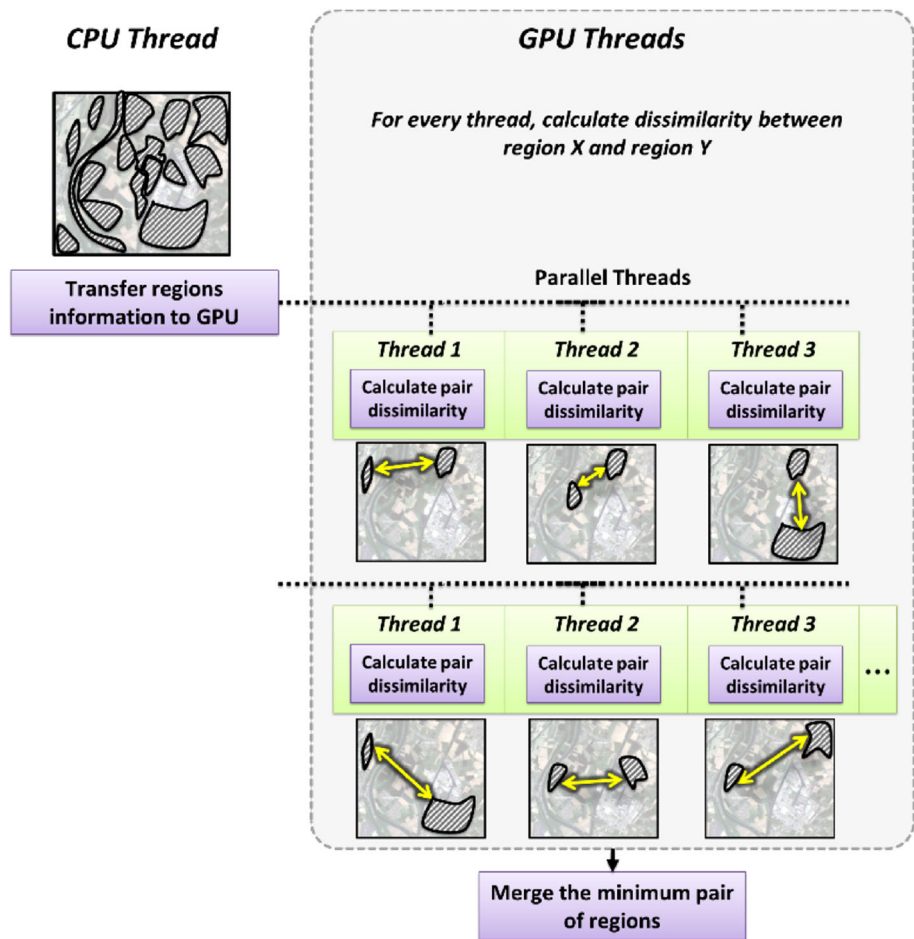 CPU Thread
GPU Threads
For every thread, calculate dissimilarity between
region X and region Y
Transfer regions
information to GPU
Parallel Threads
Thread 1
Thread 2
Thread 3
Calculate pair
dissimilarity
Calculate pair
dissimilarity
Calculate pair
dissimilarity
Thread 1
Thread 2
Thread 3
Calculate pair
dissimilarity
Calculate pair
dissimilarity
Calculate pair
dissimilarity
...
Merge the minimum pair
of regions